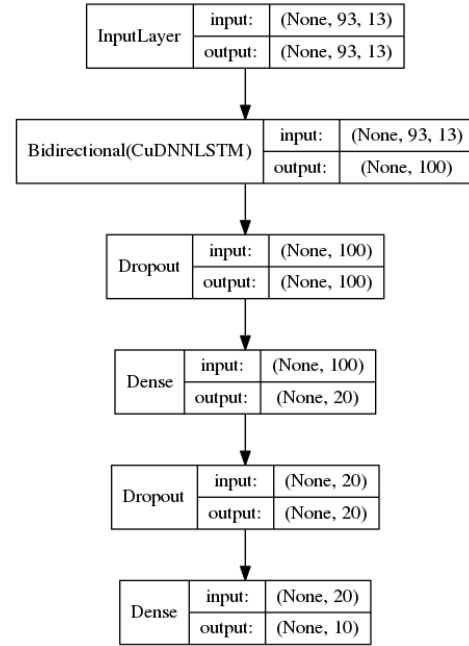 InputLayer
input: (None, 93, 13)
output: (None, 93, 13)
Bidirectional(CuDNNLSTM)
input: (None, 93, 13)
output: (None, 100)
Dropout
input: (None, 100)
output: (None, 100)
Dense
input: (None, 100)
output: (None, 20)
Dropout
input: (None, 20)
output: (None, 20)
Dense
input: (None, 20)
output: (None, 10)